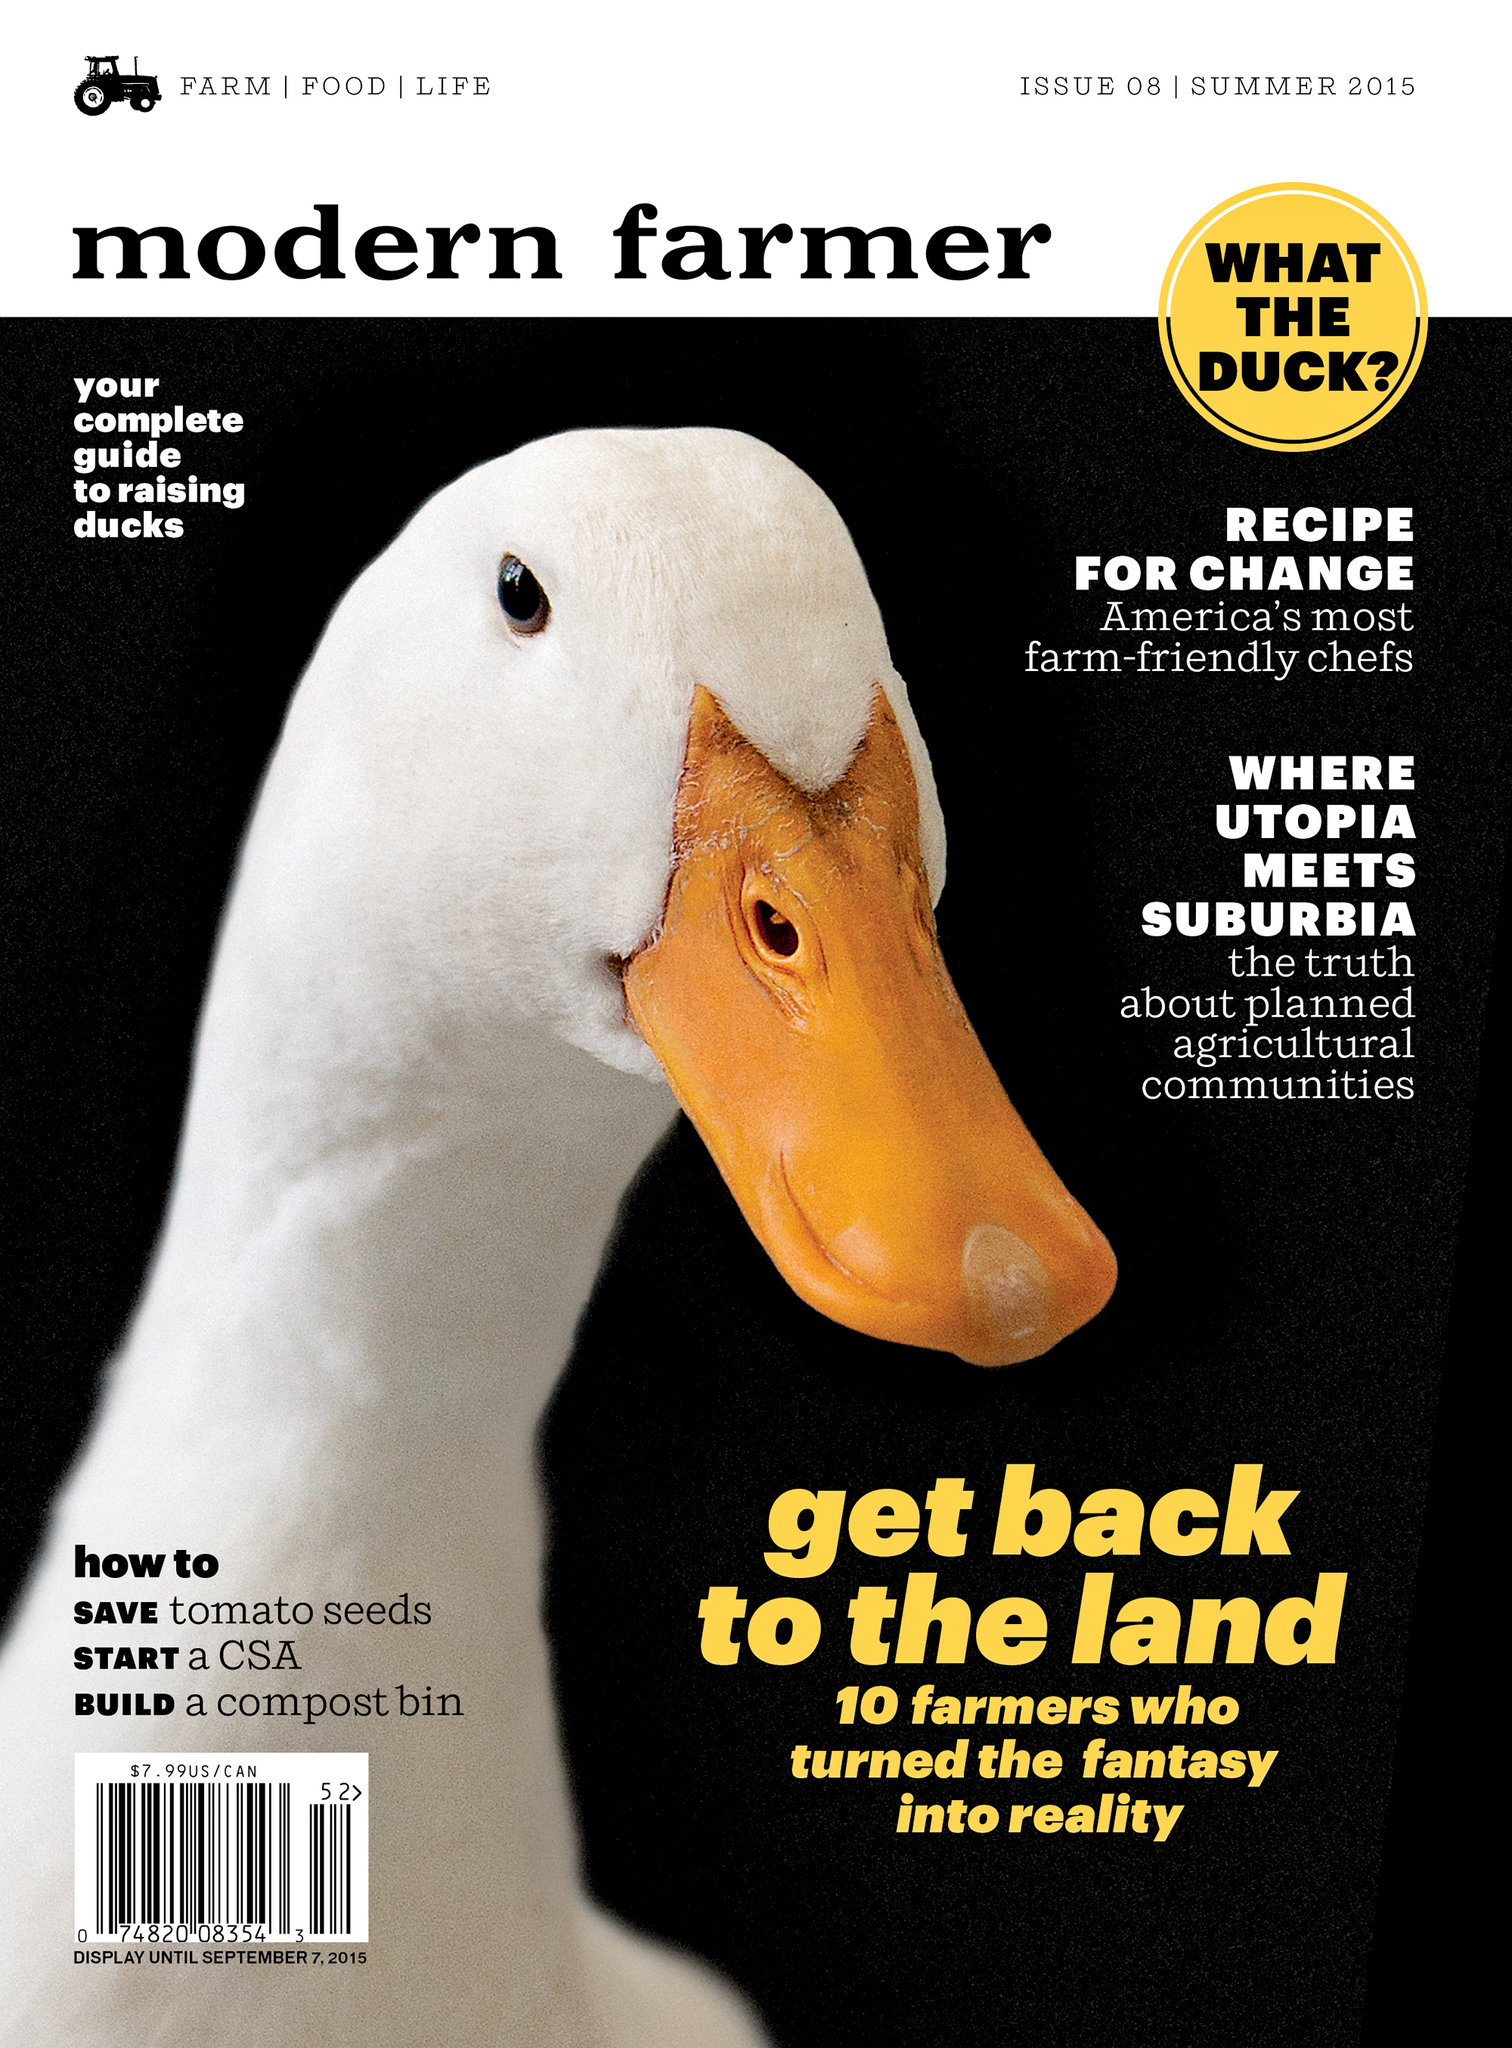 FARM | FOOD | LIFE
ISSUE 08 | SUMMER 2015
modern farmer
WHAT
THE
DUCK?
your
complete
guide
to raising
ducks
RECIPE
FOR CHANGE
America's most
farm-friendly chefs
WHERE
UTOPIA
MEETS
SUBURBIA
the truth
about planned
agricultural
communities
get back
to the land
10 farmers who
turned the fantasy
into reality
how to
SAVE tomato seeds
START a CSA
BUILD a compost bin
$7.99US/CAN
52>
0 74820 08354 3
DISPLAY UNTIL SEPTEMBER 7, 2015